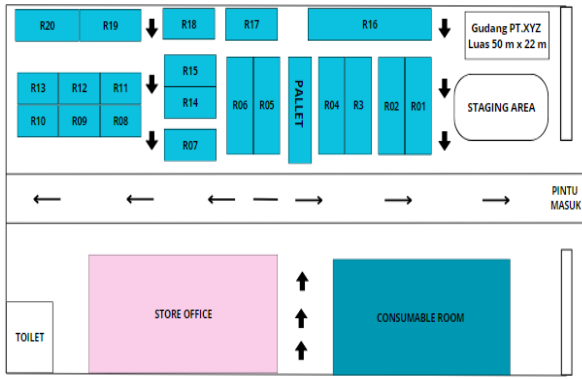 R20
R19
R18
R17
R16
Gudang PT.XYZ
Luas 50 m x 22 m
R15
R14
R13
R12
R11
R10
R09
R08
R07
R06
R05
PALLET
R04
R3
R02
R01
STAGING AREA
PINTU
MASUK
STORE OFFICE
CONSUMABLE ROOM
TOILET